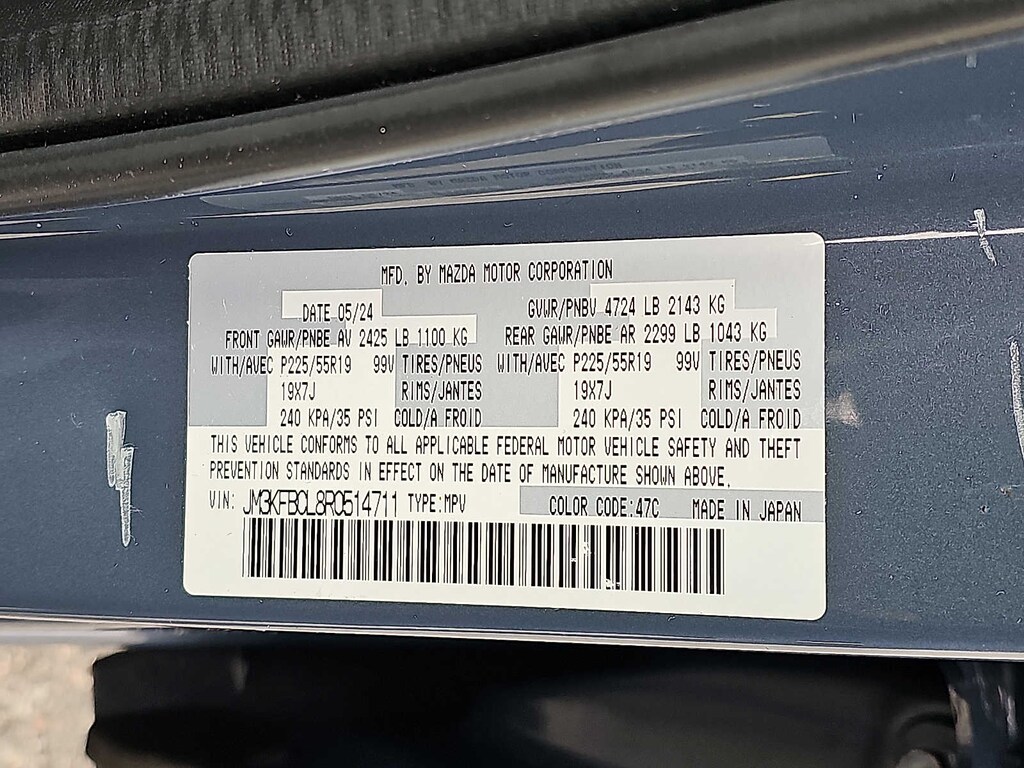 MFD. BY MAZDA MOTOR CORPORATION
DATE 05/24 GVWR/PNBV 4724 LB 2143 KG
FRONT GAWR/PNBE AV 2425 LB 1100 KG REAR GAWR/PNBE AR 2299 LB 1043 KG
WITH/AVEC P225/55R19 99V TIRES/PNEUS WITH/AVEC P225/55R19 99V TIRES/PNEUS
19X7J RIMS/JANTES 19X7J RIMS/JANTES
240 KPA/35 PSI COLD/A FROID 240 KPA/35 PSI COLD/A FROID
THIS VEHICLE CONFORMS TO ALL APPLICABLE FEDERAL MOTOR VEHICLE SAFETY AND THEFT
PREVENTION STANDARDS IN EFFECT ON THE DATE OF MANUFACTURE SHOWN ABOVE.
VIN: JM3KFBCL8R0514711 TYPE:MPV COLOR CODE:47C MADE IN JAPAN